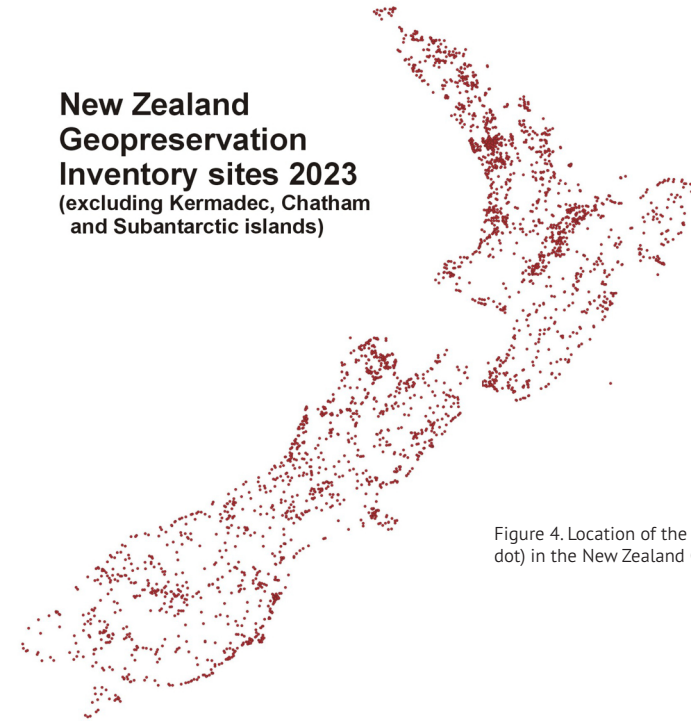 New Zealand
Geopreservation
Inventory sites 2023
(excluding Kermadec, Chatham
and Subantarctic islands)
Figure 4. Location of the
dot) in the New Zealand